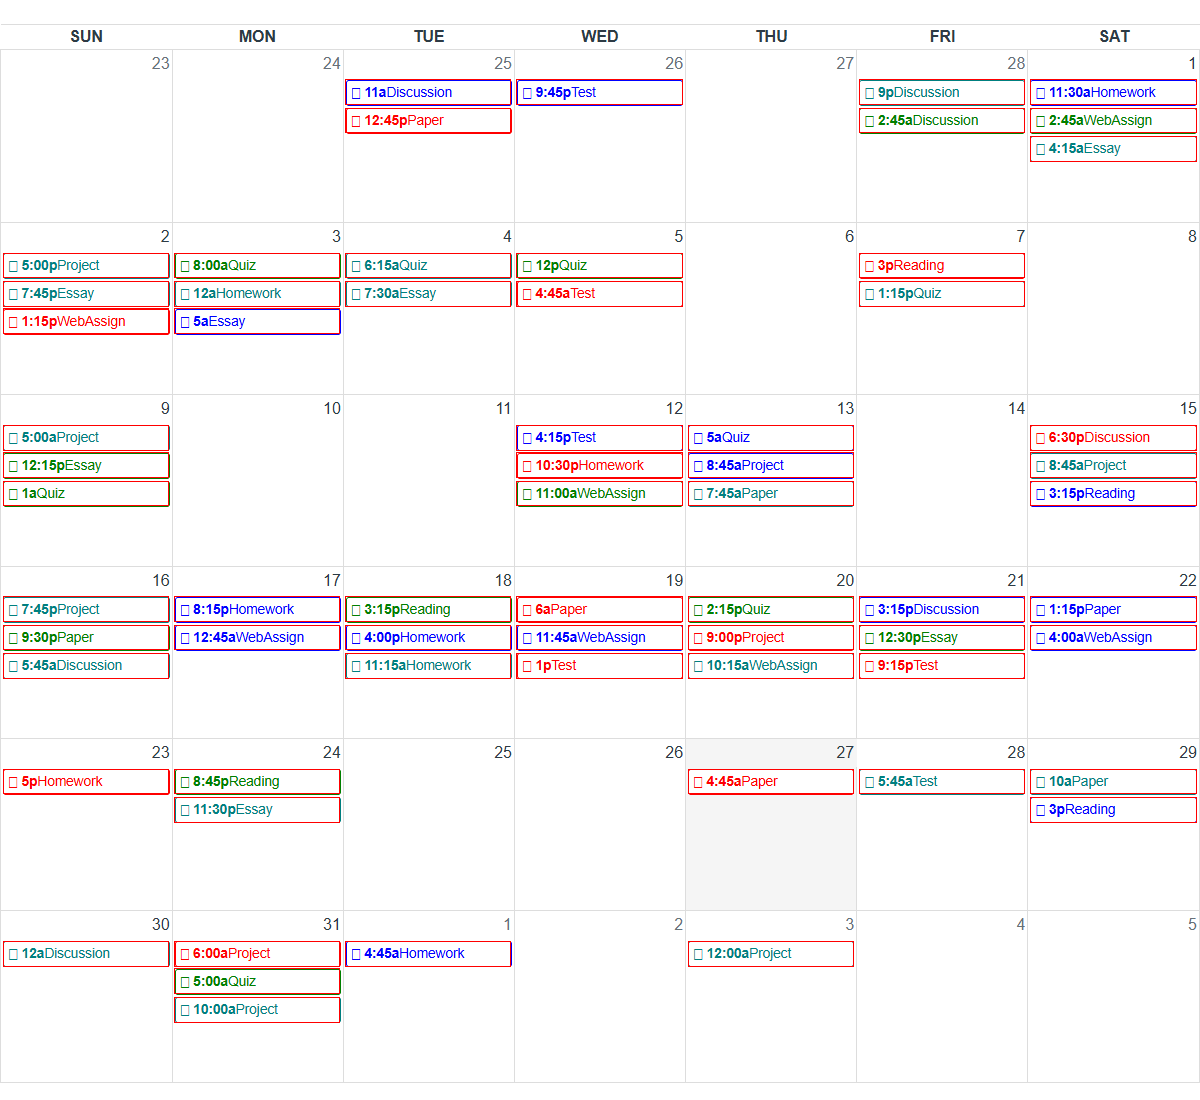 SUN MON TUE WED THU FRI SAT
23 24 25 26 27 28 1
11aDiscussion 9:45pTest 9pDiscussion 11:30aHomework
12:45pPaper 2:45aDiscussion 2:45aWebAssign
4:15aEssay
2 3 4 5 6 7 8
5:00pProject 8:00aQuiz 6:15aQuiz 12pQuiz 3pReading
7:45pEssay 12aHomework 7:30aEssay 4:45aTest 1:15pQuiz
1:15pWebAssign 5aEssay
9 10 11 12 13 14 15
5:00aProject 4:15pTest 5aQuiz 6:30pDiscussion
12:15pEssay 10:30pHomework 8:45aProject 8:45aProject
1aQuiz 11:00aWebAssign 7:45aPaper 3:15pReading
16 17 18 19 20 21 22
7:45pProject 8:15pHomework 3:15pReading 6aPaper 2:15pQuiz 3:15pDiscussion 1:15pPaper
9:30pPaper 12:45aWebAssign 4:00pHomework 11:45aWebAssign 9:00pProject 12:30pEssay 4:00aWebAssign
5:45aDiscussion 11:15aHomework 1pTest 10:15aWebAssign 9:15pTest
23 24 25 26 27 28 29
5pHomework 8:45pReading 4:45aPaper 5:45aTest 10aPaper
11:30pEssay 3pReading
30 31 1 2 3 4 5
12aDiscussion 6:00aProject 4:45aHomework 12:00aProject
5:00aQuiz
10:00aProject